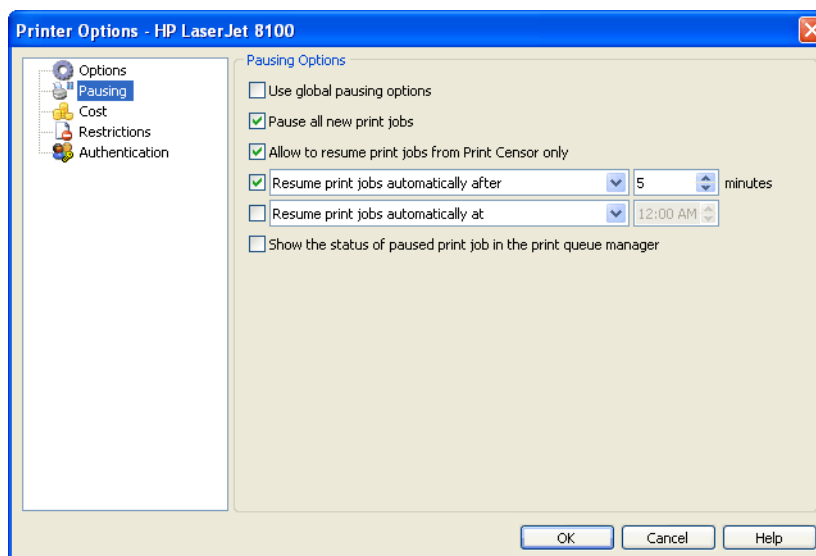 Printer Options - HP LaserJet 8100
Options
Pausing
Cost
Restrictions
Authentication
Pausing Options
Use global pausing options
Pause all new print jobs
Allow to resume print jobs from Print Censor only
Resume print jobs automatically after 5 minutes
Resume print jobs automatically at 12:00 AM
Show the status of paused print job in the print queue manager
OK Cancel Help